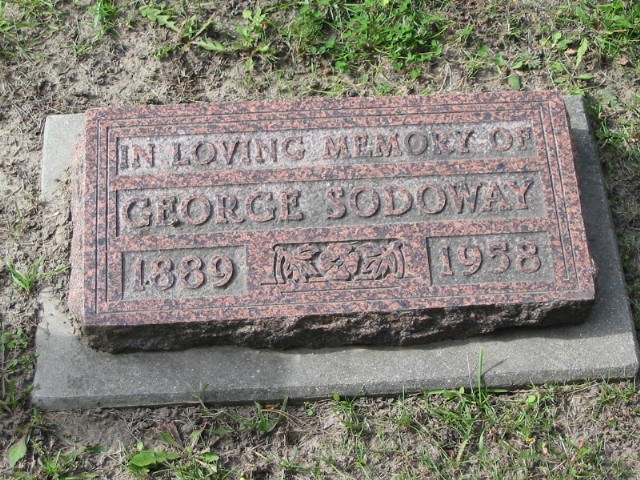 IN LOVING MEMORY OF
GEORGE SODOWAY
1889 1958